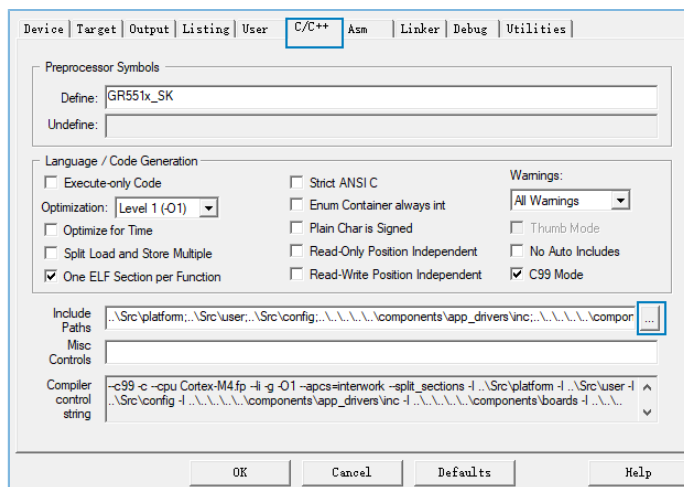 Device Target Output Listing User C/C++ Asm Linker Debug Utilities
Preprocessor Symbols
Define: GR551x_SK
Undefine:
Language / Code Generation
Execute-only Code
Strict ANSI C
Warnings:
Optimization: Level 1 (-O1)
Enum Container always int
All Warnings
Optimize for Time
Plain Char is Signed
Thumb Mode
Split Load and Store Multiple
Read-Only Position Independent
No Auto Includes
One ELF Section per Function
Read-Write Position Independent
C99 Mode
Include Paths
..\Src\platform;..\Src\user;..\Src\config;..\..\..\..\..\components\app_drivers\inc;..\..\..\..\..\compon
...
Misc Controls
Compiler control string
--c99 -c --cpu Cortex-M4.fp --li -g -O1 --apcs=interwork --split_sections -I ..\Src\platform -I ..\Src\user -I
..\Src\config -I ..\..\..\..\..\components\app_drivers\inc -I ..\..\..\..\..\components\boards -I ..\..\..
OK Cancel Defaults Help